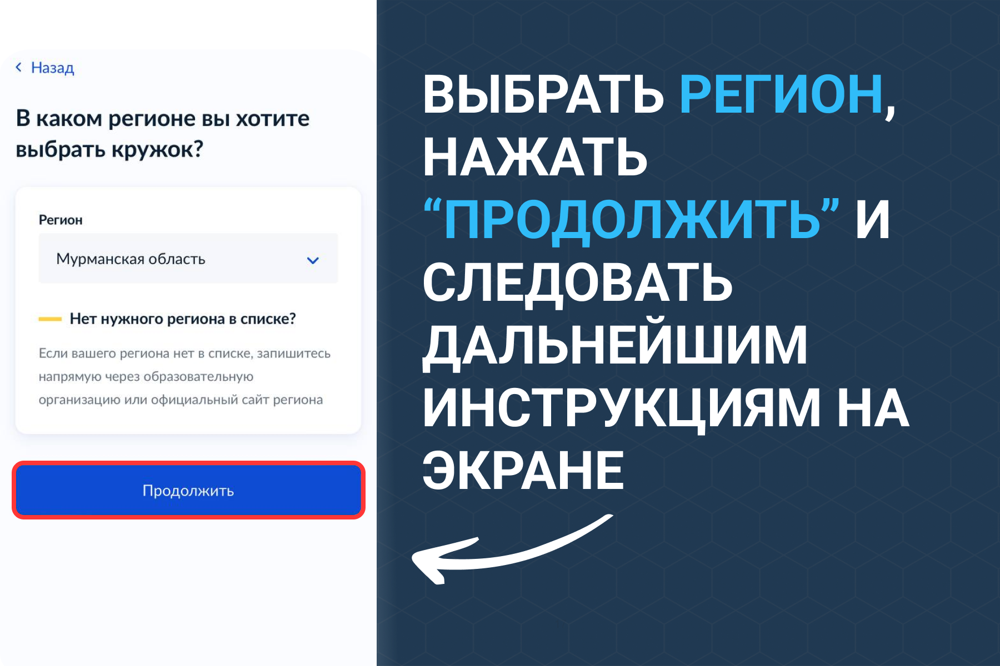 Назад
В каком регионе вы хотите
выбрать кружок?
Регион
Мурманская область
Нет нужного региона в списке?
Если вашего региона нет в списке, запишитесь
напрямую через образовательную
организацию или официальный сайт региона
Продолжить
ВЫБРАТЬ РЕГИОН,
НАЖАТЬ
“ПРОДОЛЖИТЬ” И
СЛЕДОВАТЬ
ДАЛЬНЕЙШИМ
ИНСТРУКЦИЯМ НА
ЭКРАНЕ